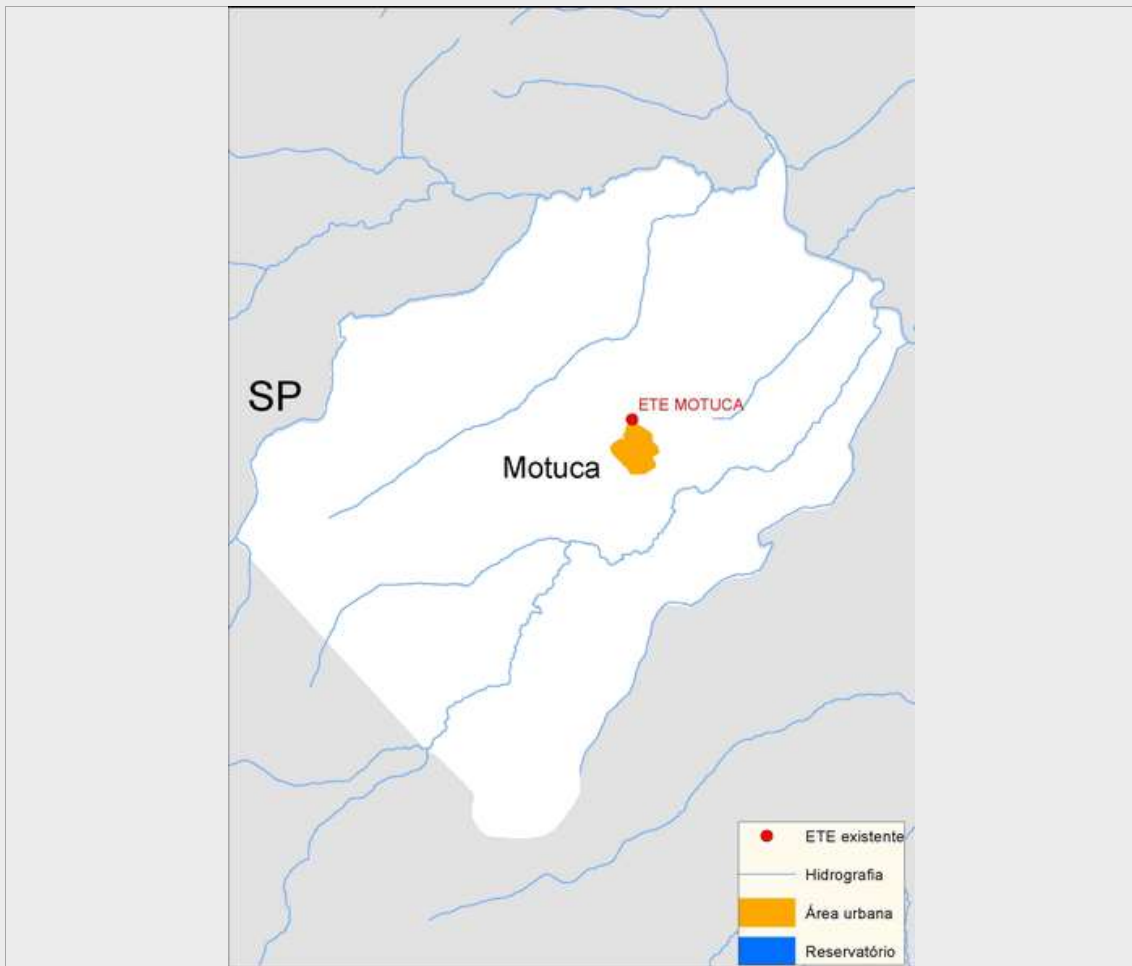 SP
ETE MOTUCA
Motuca
ETE existente
Hidrografia
Área urbana
Reservatório